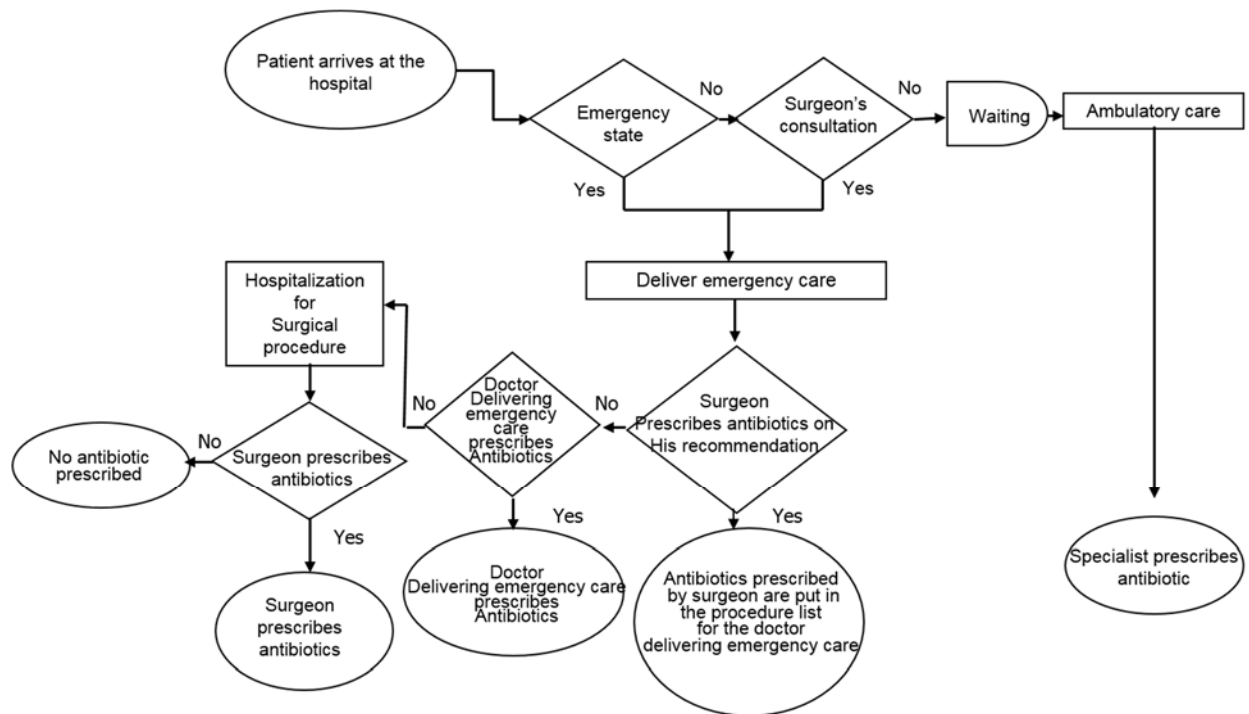 Patient arrives at the
hospital
Emergency
state
No
Surgeon's
consultation
No
Waiting
Ambulatory care
Yes
Yes
Deliver emergency care
Hospitalization
for
Surgical
procedure
Surgeon
Prescribes antibiotics on
His recommendation
No
Doctor
Delivering
emergency
care
prescribes
Antibiotics
No
Surgeon prescribes
antibiotics
No
No antibiotic
prescribed
Yes
Surgeon
prescribes
antibiotics
Yes
Doctor
Delivering emergency care
prescribes
Antibiotics
Yes
Antibiotics prescribed
by surgeon are put in
the procedure list
for the doctor
delivering emergency care
Specialist prescribes
antibiotic